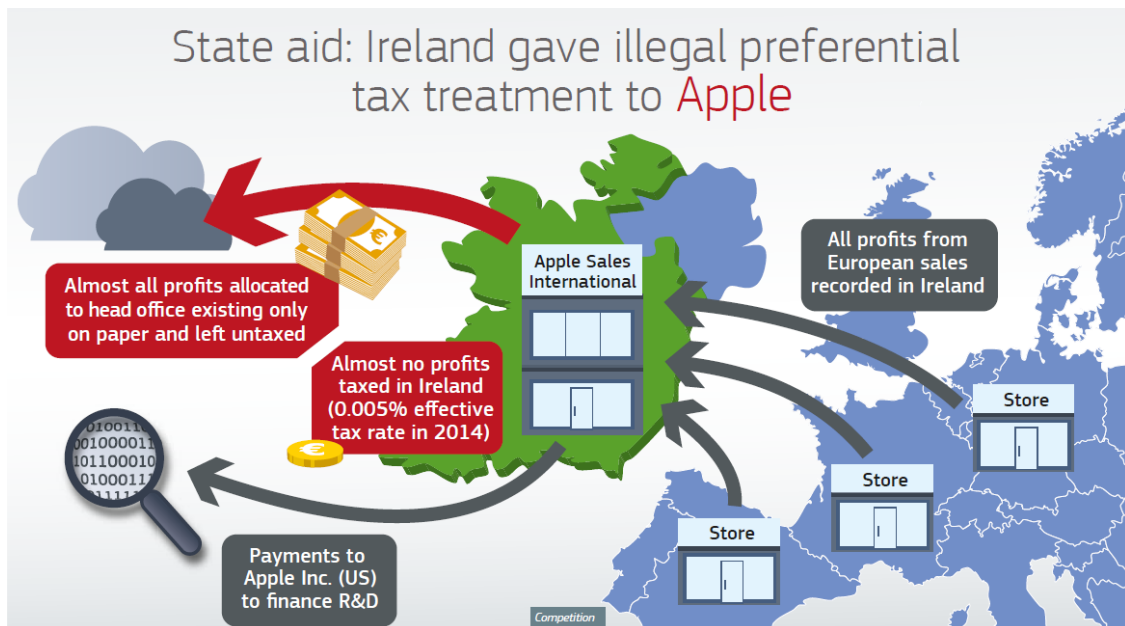 State aid: Ireland gave illegal preferential
tax treatment to Apple
Apple Sales
International
All profits from
European sales
recorded in Ireland
Almost all profits allocated
to head office existing only
on paper and left untaxed
Almost no profits
taxed in Ireland
(0.005% effective
tax rate in 2014)
Store
Store
Store
Payments to
Apple Inc. (US)
to finance R&D
Competition